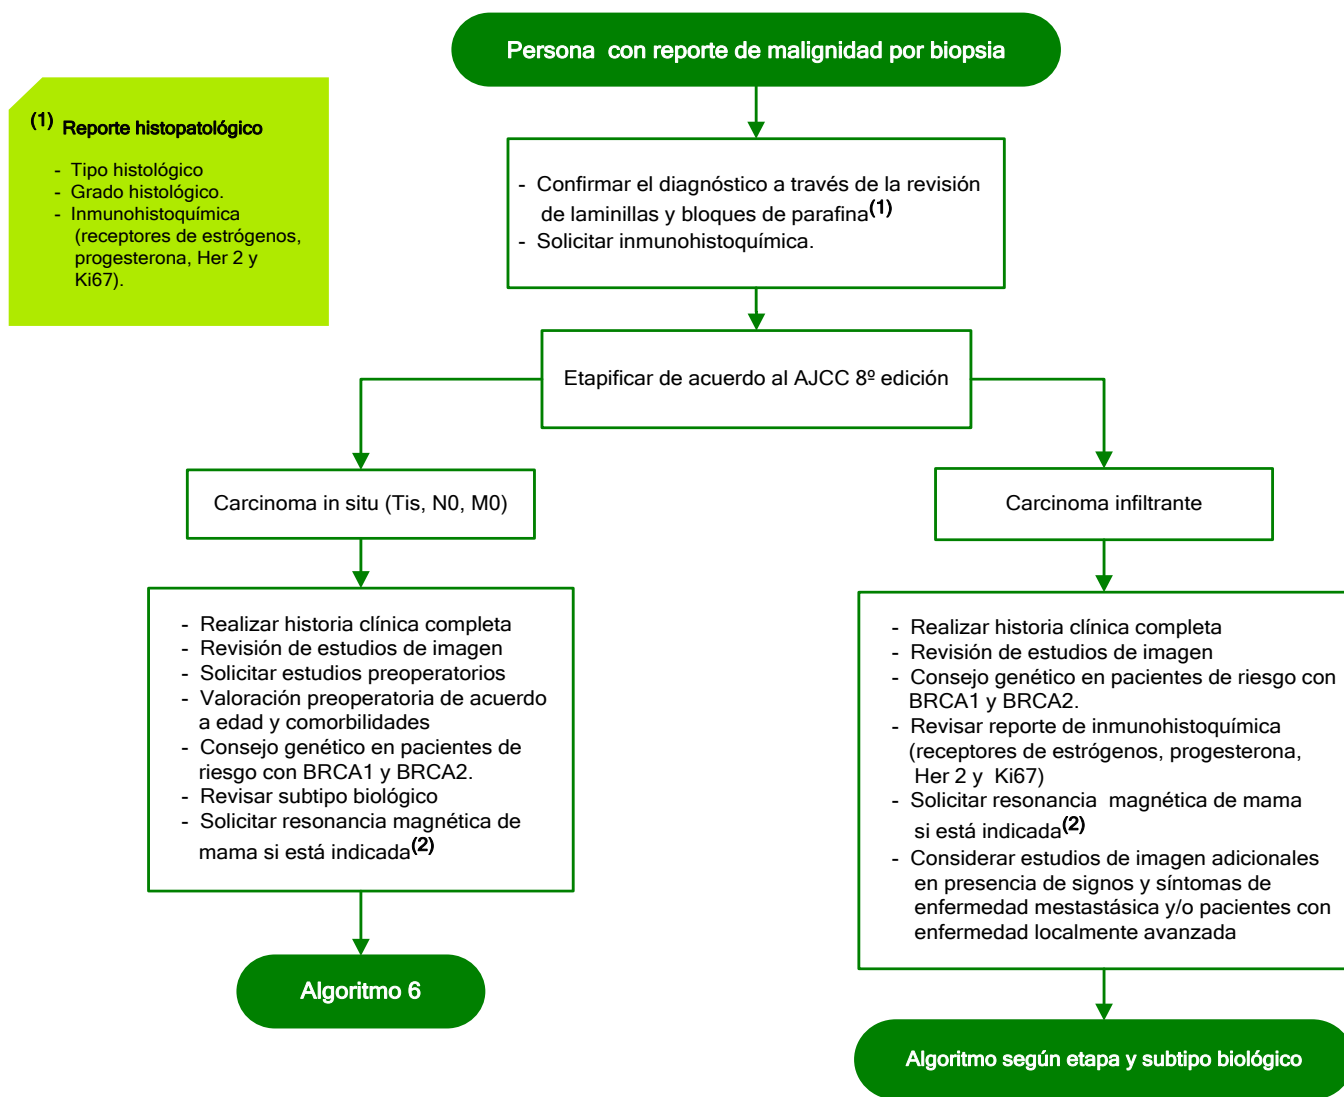 Persona  con reporte de malignidad por biopsia
(1) Reporte histopatológico
- Tipo histológico
- Grado histológico.
- Inmunohistoquímica
(receptores de estrógenos,
progesterona, Her 2 y
Ki67).
- Confirmar el diagnóstico a través de la revisión
de laminillas y bloques de parafina(1)
- Solicitar inmunohistoquímica.
Etapificar de acuerdo al AJCC 8º edición
Carcinoma in situ (Tis, N0, M0)
- Realizar historia clínica completa
- Revisión de estudios de imagen
- Solicitar estudios preoperatorios
- Valoración preoperatoria de acuerdo
a edad y comorbilidades
- Consejo genético en pacientes de
riesgo con BRCA1 y BRCA2.
- Revisar subtipo biológico
- Solicitar resonancia magnética de
mama si está indicada(2)
Algoritmo 6
Carcinoma infiltrante
- Realizar historia clínica completa
- Revisión de estudios de imagen
- Consejo genético en pacientes de riesgo con
BRCA1 y BRCA2.
- Revisar reporte de inmunohistoquímica
(receptores de estrógenos, progesterona,
Her 2 y  Ki67)
- Solicitar resonancia  magnética de mama
si está indicada(2)
- Considerar estudios de imagen adicionales
en presencia de signos y síntomas de
enfermedad mestastásica y/o pacientes con
enfermedad localmente avanzada
Algoritmo según etapa y subtipo biológico